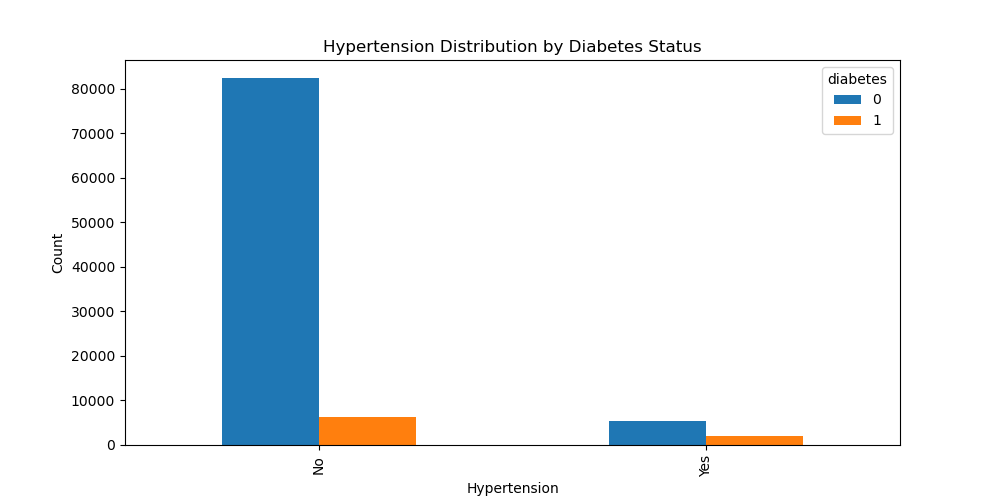 Hypertension Distribution by Diabetes Status
diabetes
0
1
80000
70000
60000
50000
40000
30000
20000
10000
0
Count
No
Yes
Hypertension